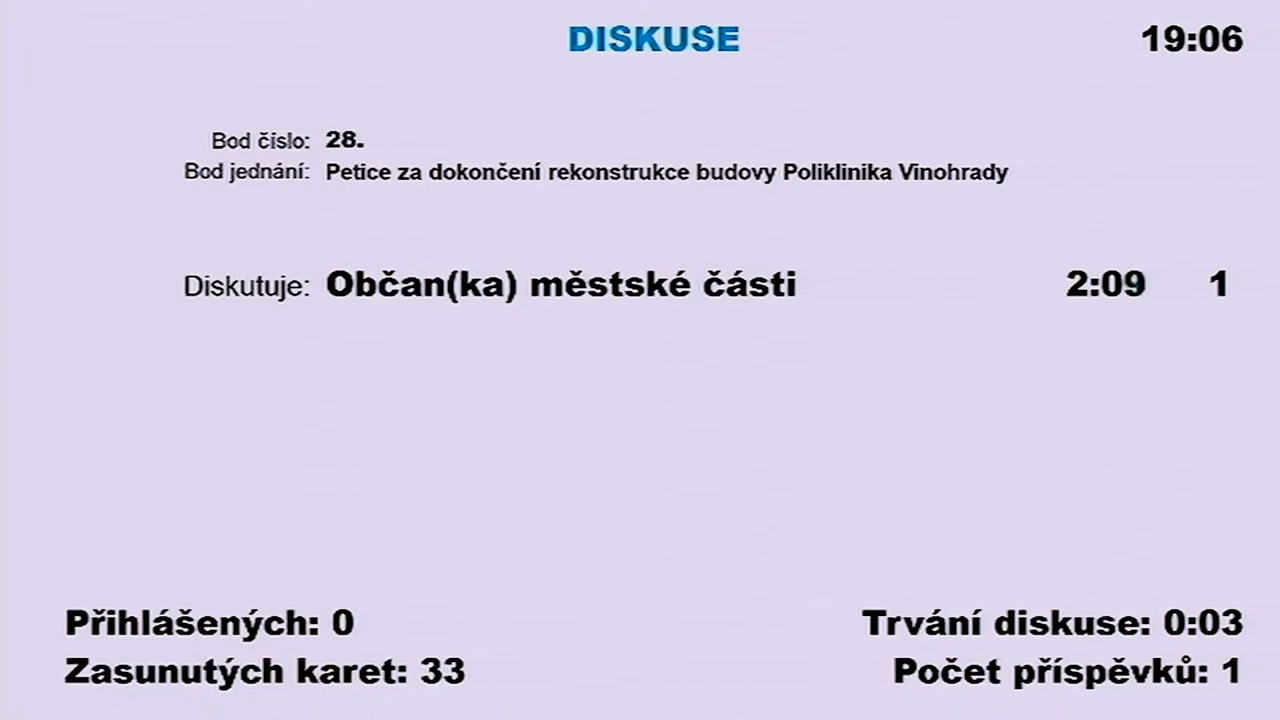 DISKUSE 19:06
Bod číslo: 28.
Bod jednání: Petice za dokončení rekonstrukce budovy Poliklinika Vinohrady
Diskutuje: Občan(ka) městské části 2:09 1
Přihlášených: 0 Trvání diskuse: 0:03
Zasunutých karet: 33 Počet příspěvků: 1